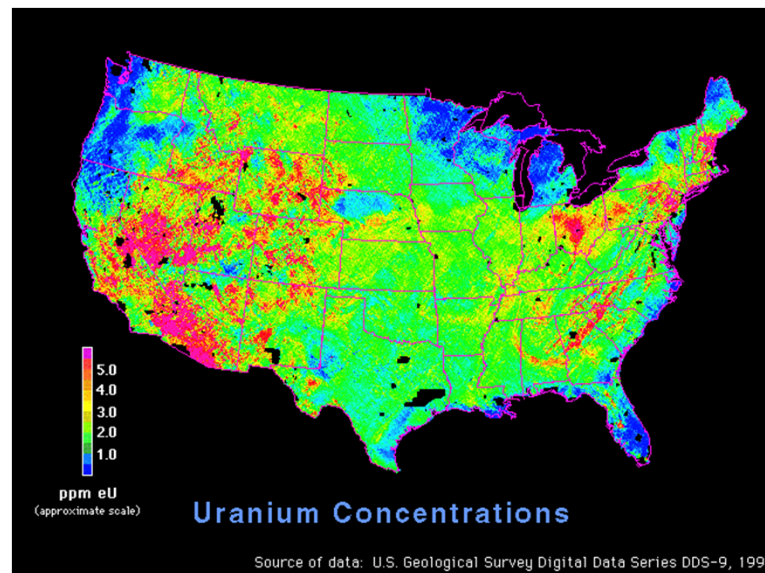 5.0
4.0
3.0
2.0
1.0
ppm eU
(approximate scale)
Uranium Concentrations
Source of data: U.S. Geological Survey Digital Data Series DDS-9, 199